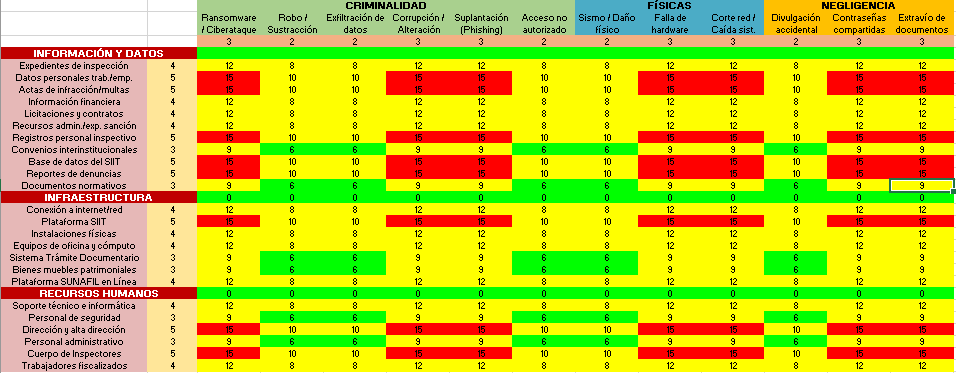 CRIMINALIDAD FÍSICAS NEGLIGENCIA
Ransomware Robo / Exfiltración de Corrupción / Suplantación Acceso no Sismo / Daño Falla de Corte red / Divulgación Contraseñas Extravío de
/ Ciberataque Sustracción datos Alteración (Phishing) autorizado físico hardware Caída sist. accidental compartidas documentos
3 2 2 3 3 2 2 3 3 2 3 3
INFORMACIÓN Y DATOS
Expedientes de inspección 4 12 8 8 12 12 8 8 12 12 8 12 12
Datos personales trab./emp. 5 15 10 10 15 15 10 10 15 15 10 15 15
Actas de infracción/multas 5 15 10 10 15 15 10 10 15 15 10 15 15
Información financiera 4 12 8 8 12 12 8 8 12 12 8 12 12
Licitaciones y contratos 4 12 8 8 12 12 8 8 12 12 8 12 12
Recursos admin./exp. sanción 4 12 8 8 12 12 8 8 12 12 8 12 12
Registros personal inspectivo 5 15 10 10 15 15 10 10 15 15 10 15 15
Convenios interinstitucionales 3 9 6 6 9 9 6 6 9 9 6 9 9
Base de datos del SIIT 5 15 10 10 15 15 10 10 15 15 10 15 15
Reportes de denuncias 5 15 10 10 15 15 10 10 15 15 10 15 15
Documentos normativos 3 9 6 6 9 9 6 6 9 9 6 9 9
INFRAESTRUCTURA 0 0 0 0 0 0 0 0 0 0 0 0
Conexión a internet/red 4 12 8 8 12 12 8 8 12 12 8 12 12
Plataforma SIIT 5 15 10 10 15 15 10 10 15 15 10 15 15
Instalaciones físicas 4 12 8 8 12 12 8 8 12 12 8 12 12
Equipos de oficina y cómputo 4 12 8 8 12 12 8 8 12 12 8 12 12
Sistema Trámite Documentario 3 9 6 6 9 9 6 6 9 9 6 9 9
Bienes muebles patrimoniales 3 9 6 6 9 9 6 6 9 9 6 9 9
Plataforma SUNAFIL en Línea 4 12 8 8 12 12 8 8 12 12 8 12 12
RECURSOS HUMANOS 0 0 0 0 0 0 0 0 0 0 0 0
Soporte técnico e informática 4 12 8 8 12 12 8 8 12 12 8 12 12
Personal de seguridad 3 9 6 6 9 9 6 6 9 9 6 9 9
Dirección y alta dirección 5 15 10 10 15 15 10 10 15 15 10 15 15
Personal administrativo 3 9 6 6 9 9 6 6 9 9 6 9 9
Cuerpo de Inspectores 5 15 10 10 15 15 10 10 15 15 10 15 15
Trabajadores fiscalizados 4 12 8 8 12 12 8 8 12 12 8 12 12